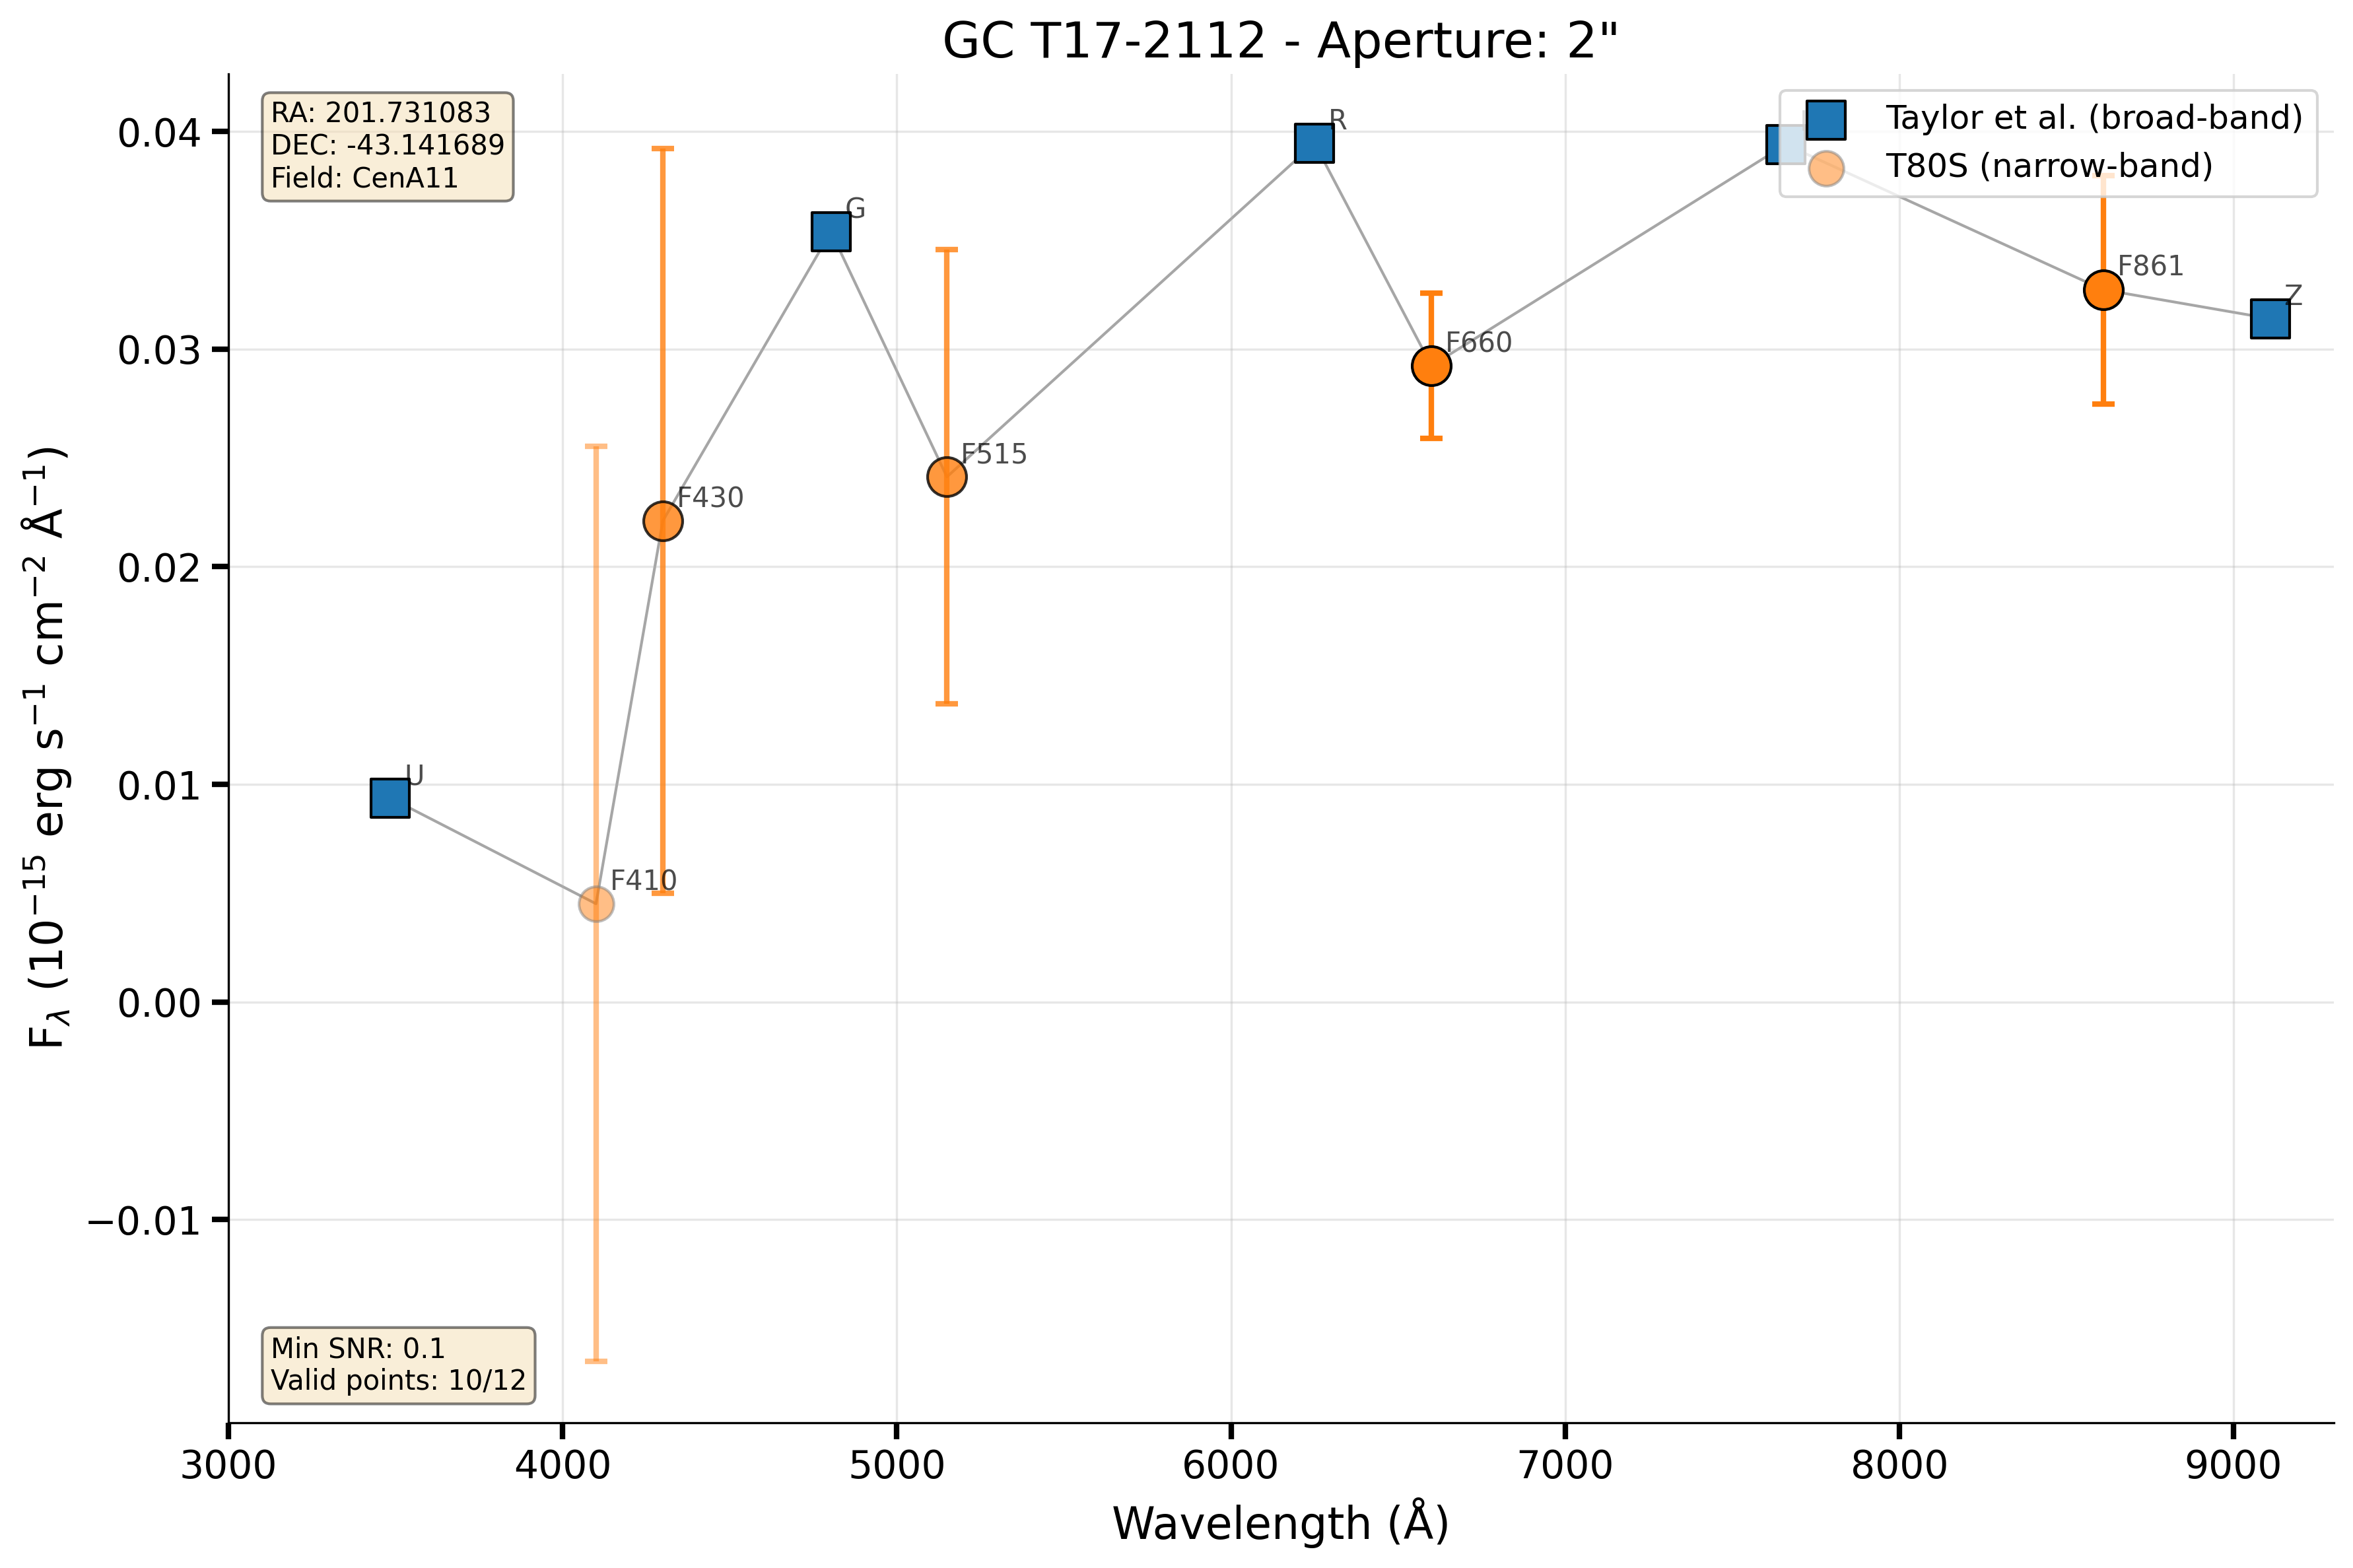 GC T17-2112 - Aperture: 2"
RA: 201.731083
DEC: -43.141689
Field: CenA11
Taylor et al. (broad-band)
T80S (narrow-band)
0.04
0.03
0.02
0.01
0.00
−0.01
F_λ (10⁻¹⁵ erg s⁻¹ cm⁻² Å⁻¹)
U
F410
F430
G
F515
R
F660
F861
Z
Min SNR: 0.1
Valid points: 10/12
3000 4000 5000 6000 7000 8000 9000
Wavelength (Å)